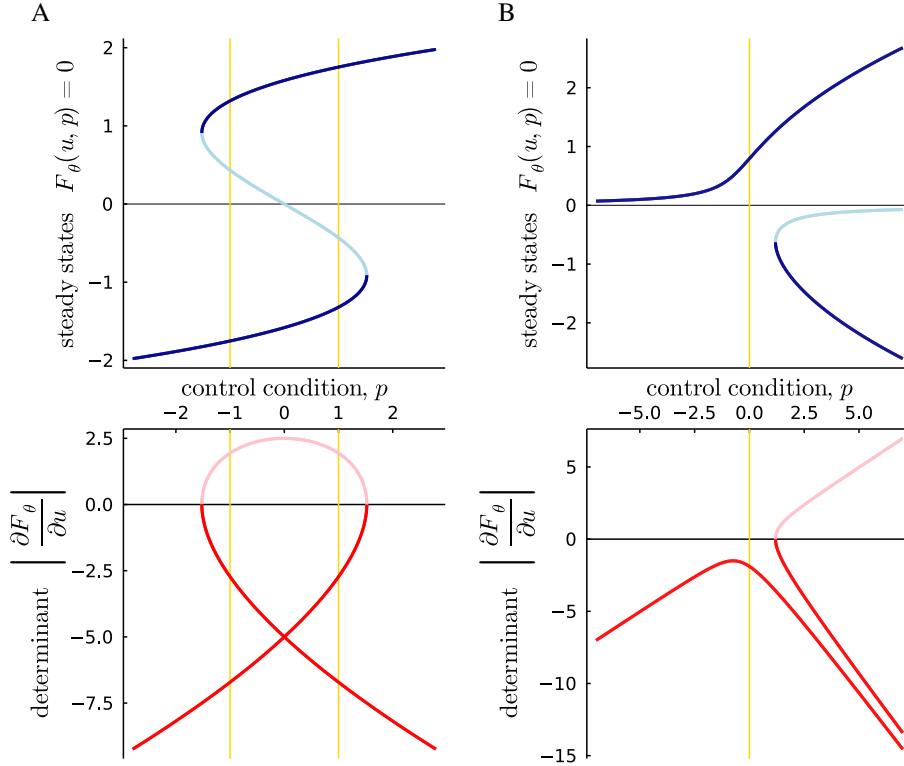 A
steady states F_θ(u, p) = 0
2
1
0
−1
−2
control condition, p
−2 −1 0 1 2
determinant |∂F_θ/∂u|
2.5
0.0
−2.5
−5.0
−7.5
B
steady states F_θ(u, p) = 0
2
1
0
−1
−2
control condition, p
−5.0 −2.5 0.0 2.5 5.0
determinant |∂F_θ/∂u|
5
0
−5
−10
−15